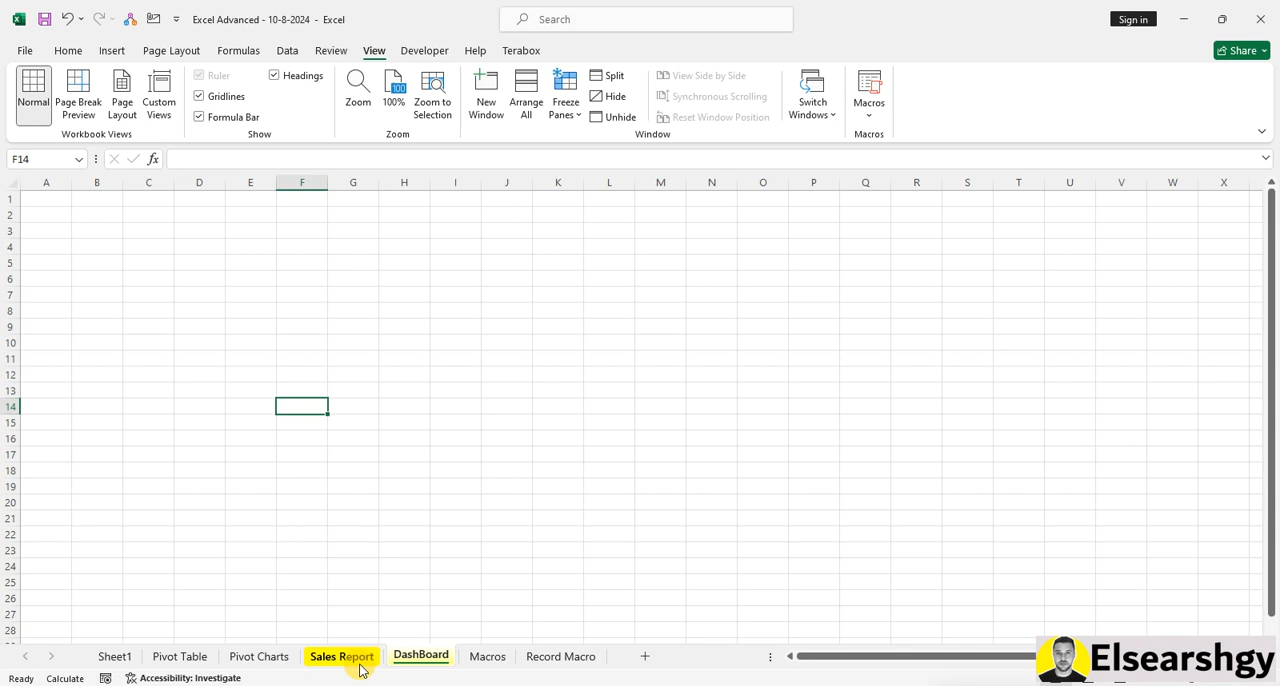 Excel Advanced - 10-8-2024 - Excel
Search
Sign in
File Home Insert Page Layout Formulas Data Review View Developer Help Terabox
Share
Normal
Page Break Preview
Page Layout
Custom Views
Workbook Views
Ruler
Gridlines
Formula Bar
Headings
Show
Zoom
100
100%
Zoom to Selection
Zoom
New Window
Arrange All
Freeze Panes
Split
Hide
Unhide
View Side by Side
Synchronous Scrolling
Reset Window Position
Switch Windows
Window
Macros
Macros
F14
fx
A B C D E F G H I J K L M N O P Q R S T U V W X
1
2
3
4
5
6
7
8
9
10
11
12
13
14
15
16
17
18
19
20
21
22
23
24
25
26
27
28
Sheet1 Pivot Table Pivot Charts Sales Report DashBoard Macros Record Macro
Ready Calculate Accessibility: Investigate
Elsearshgy